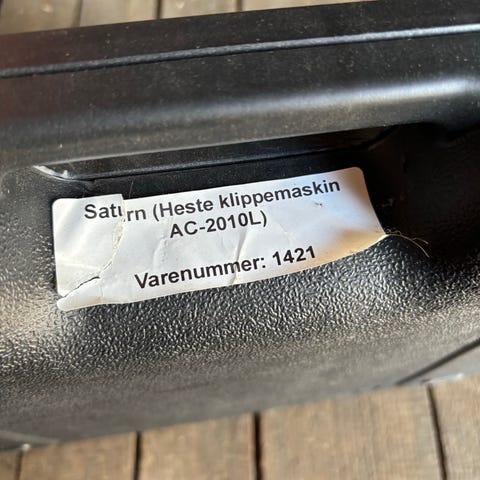 Saturn (Heste klippemaskin
AC-2010L)
Varenummer: 1421